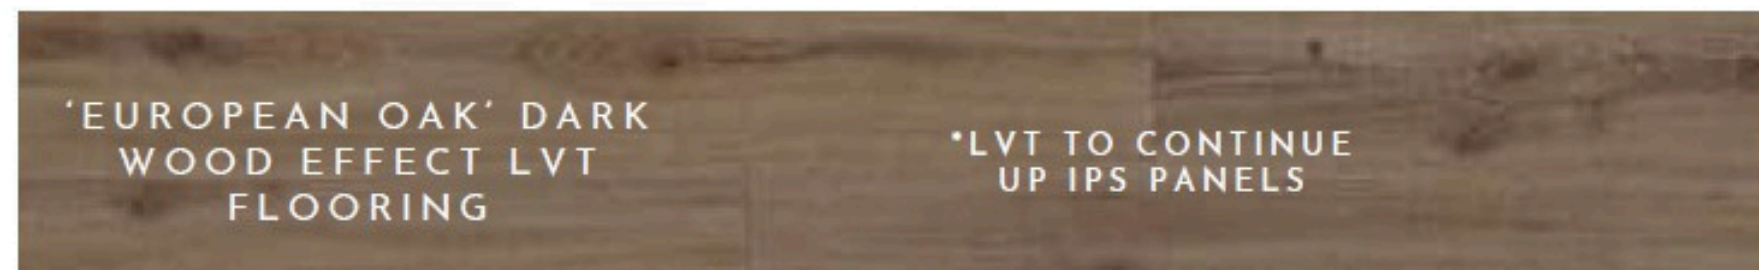 ‘EUROPEAN OAK’ DARK
WOOD EFFECT LVT
FLOORING
*LVT TO CONTINUE
UP IPS PANELS